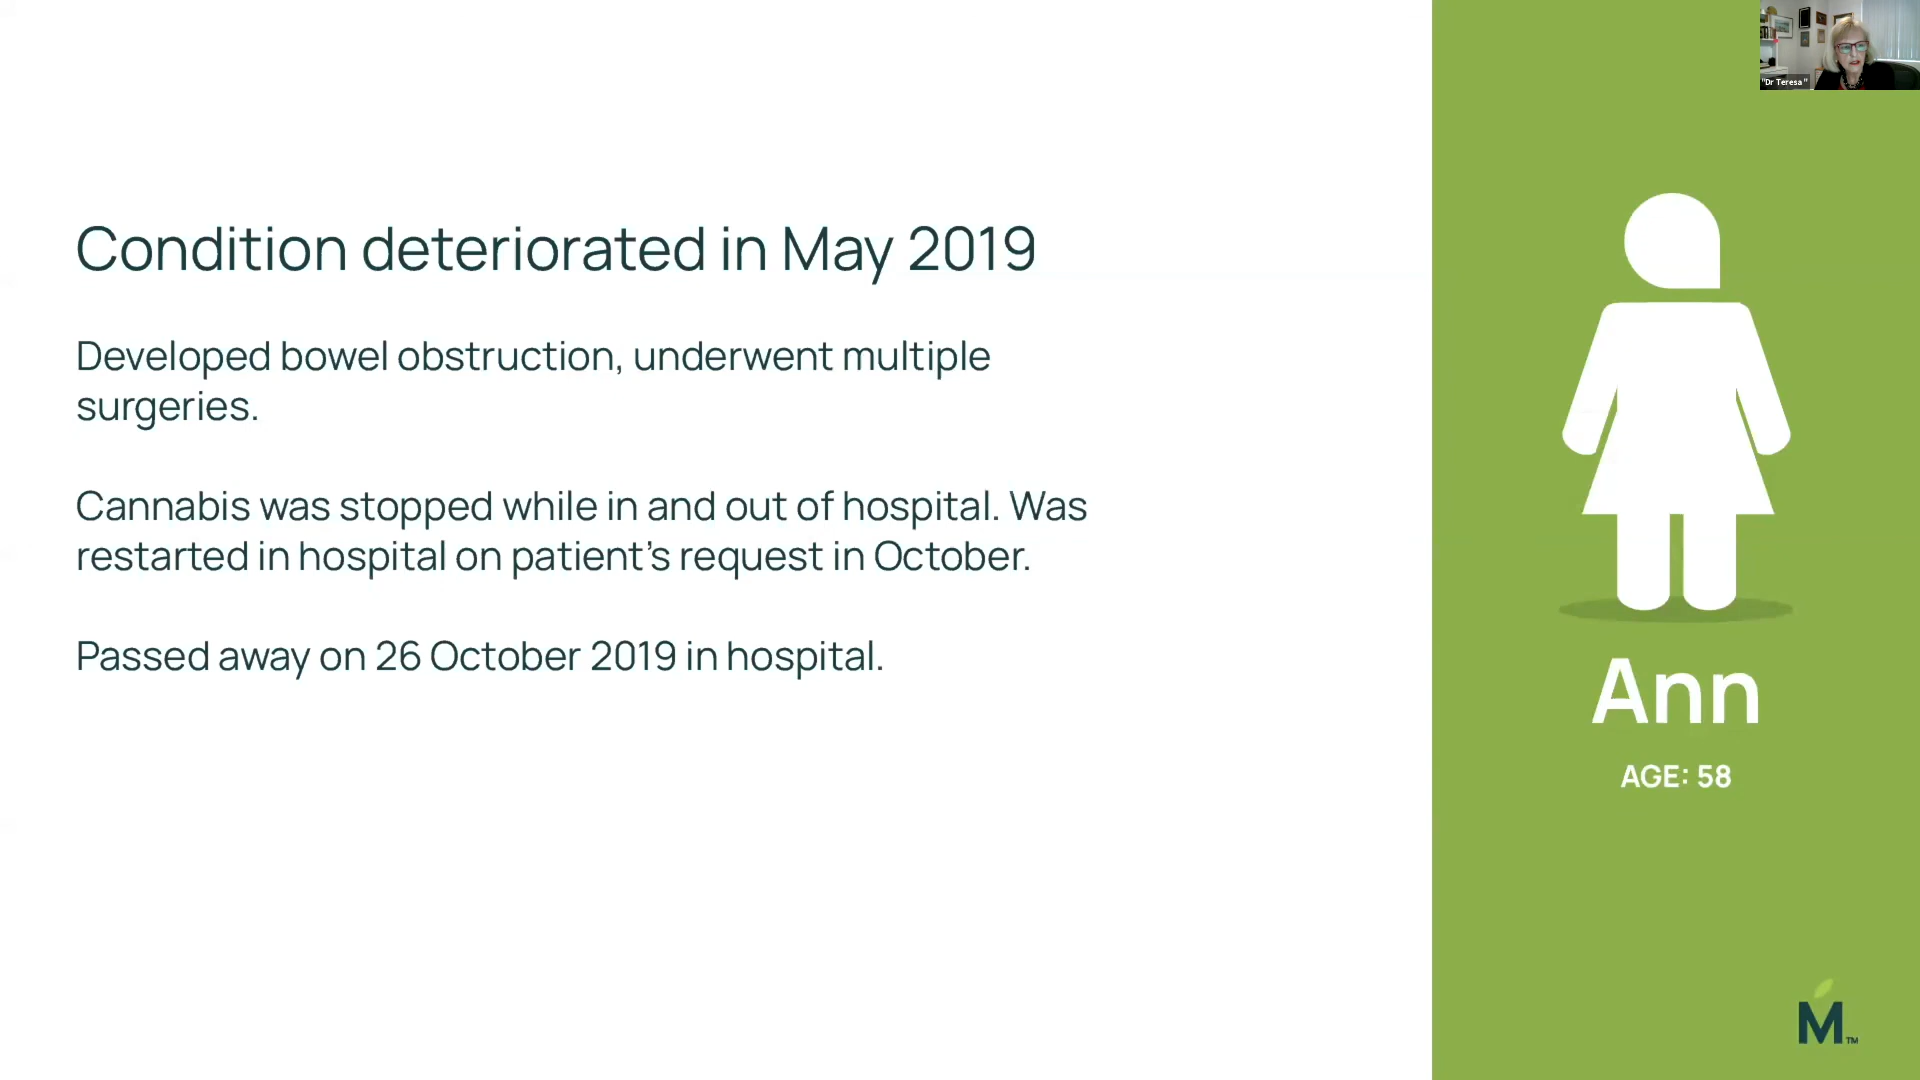 "Dr Teresa"
Condition deteriorated in May 2019
Developed bowel obstruction, underwent multiple
surgeries.
Cannabis was stopped while in and out of hospital. Was
restarted in hospital on patient’s request in October.
Passed away on 26 October 2019 in hospital.
Ann
AGE: 58
M™